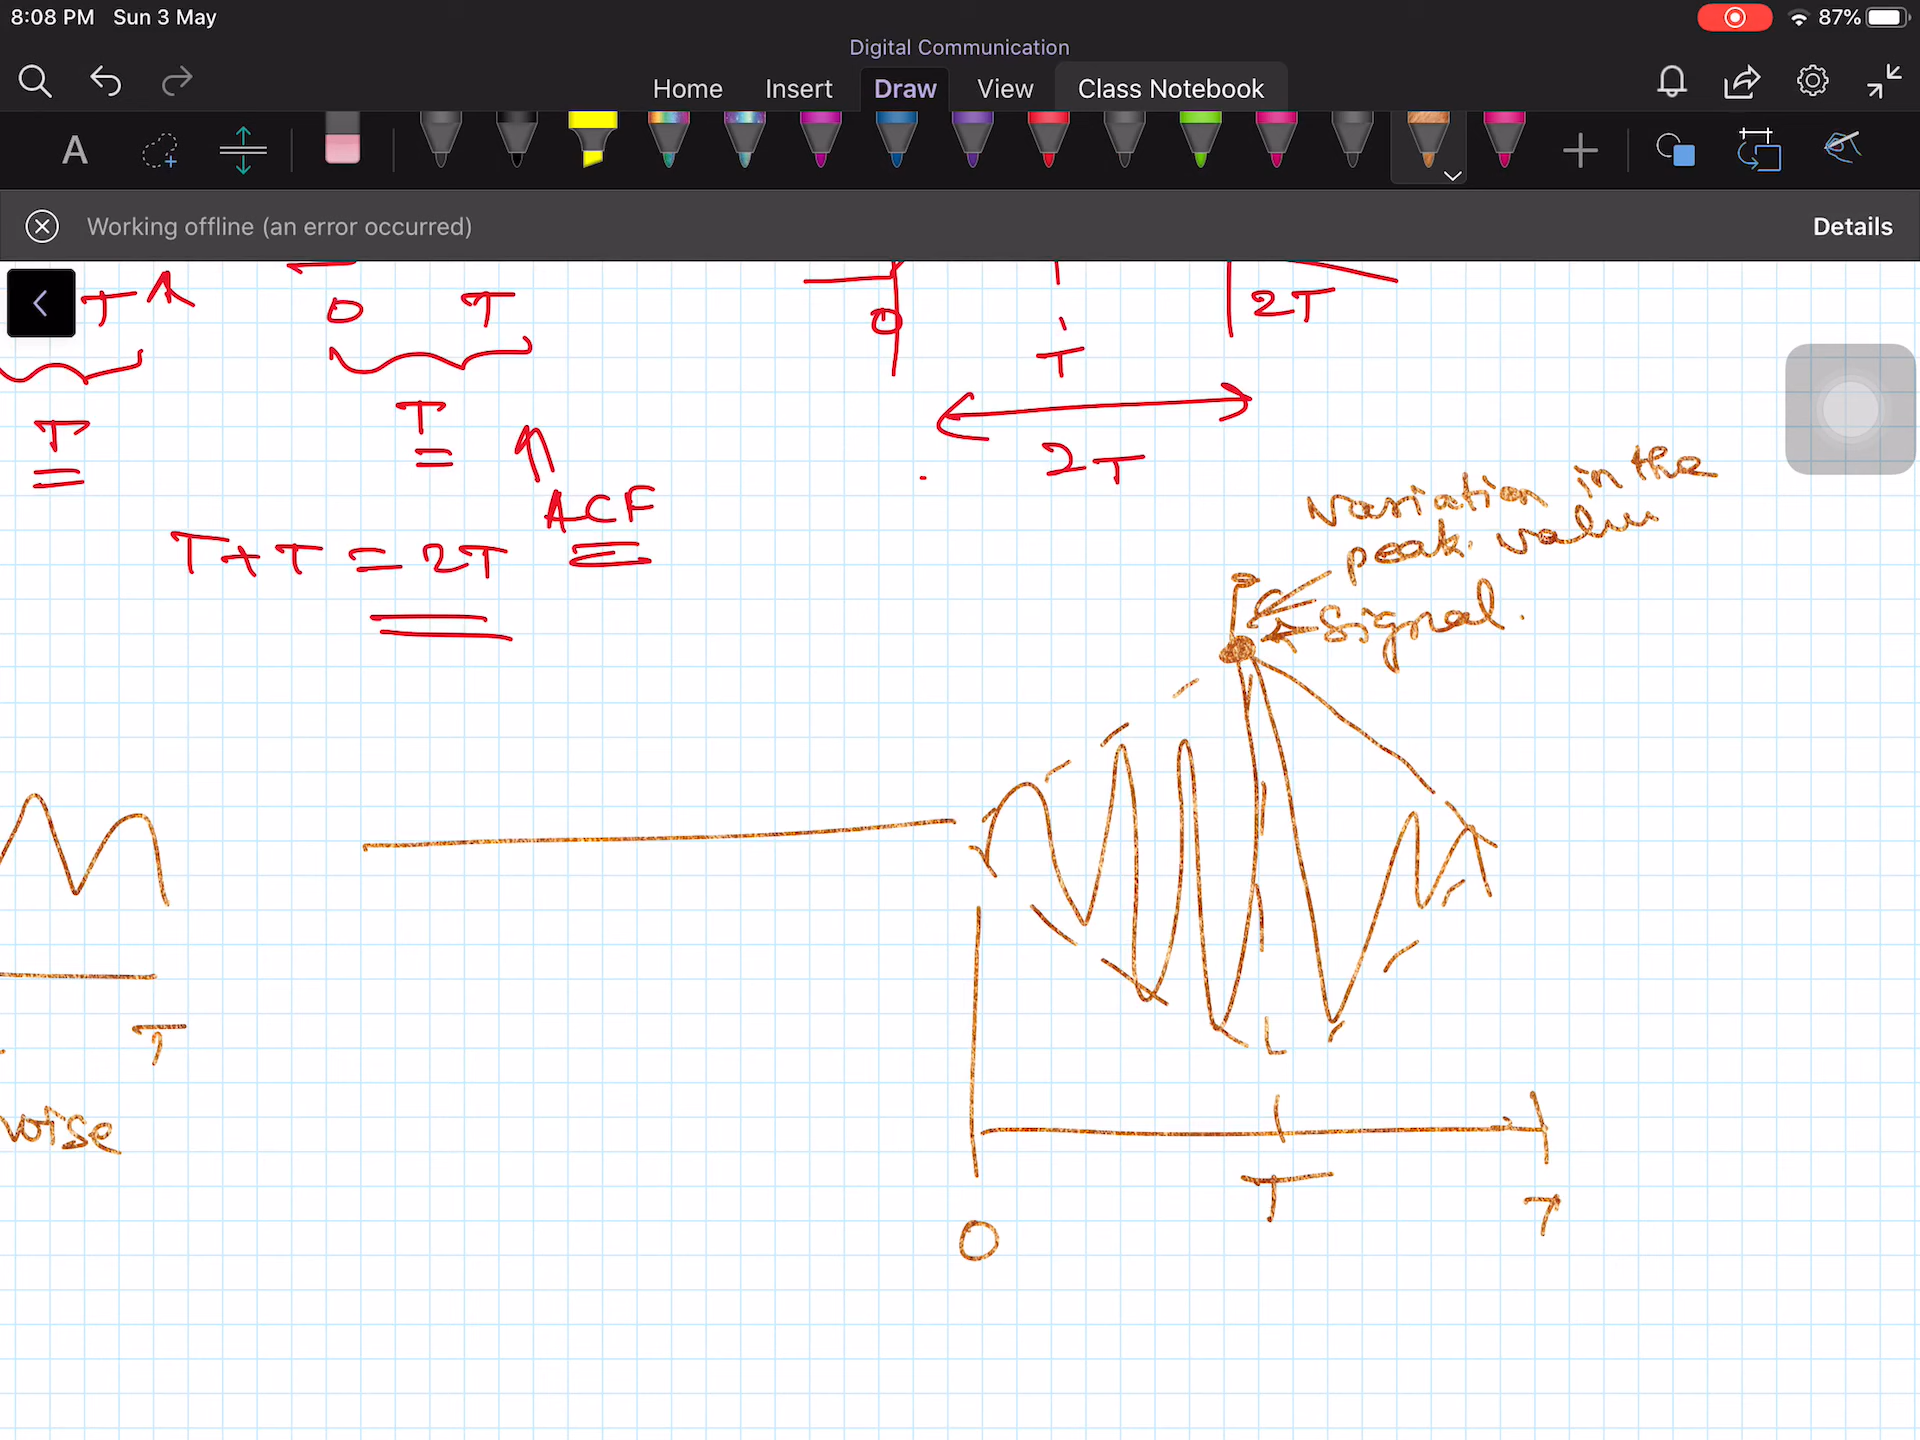 8:08 PM Sun 3 May
87%
Digital Communication
Home Insert Draw View Class Notebook
A
Working offline (an error occurred)
Details
T
0 T
0 T 2T
T
T
2T
ACF
T+T = 2T
Variation in the
peak value
signal.
T
Noise
0 T T